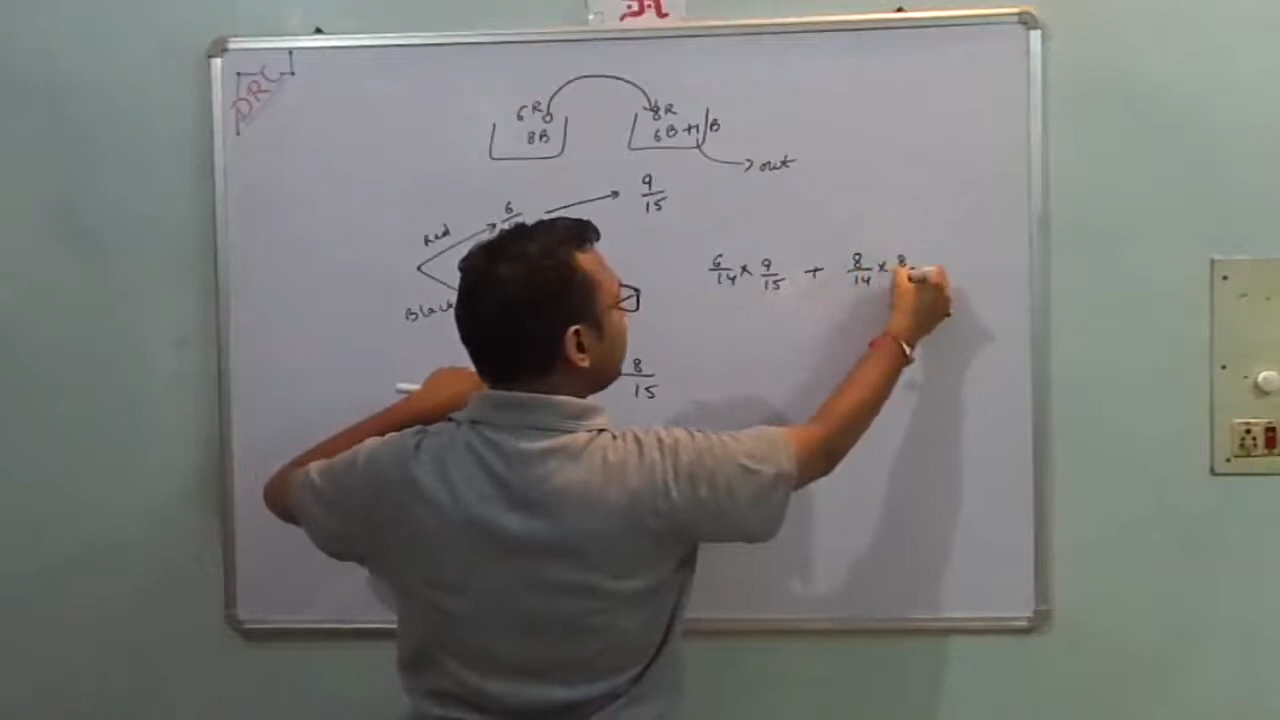 DRC
6R 8R
8B 6B +1B
out
Red 6 9/15
Black
6/14 × 9/15 + 8/14 × 8
8/15